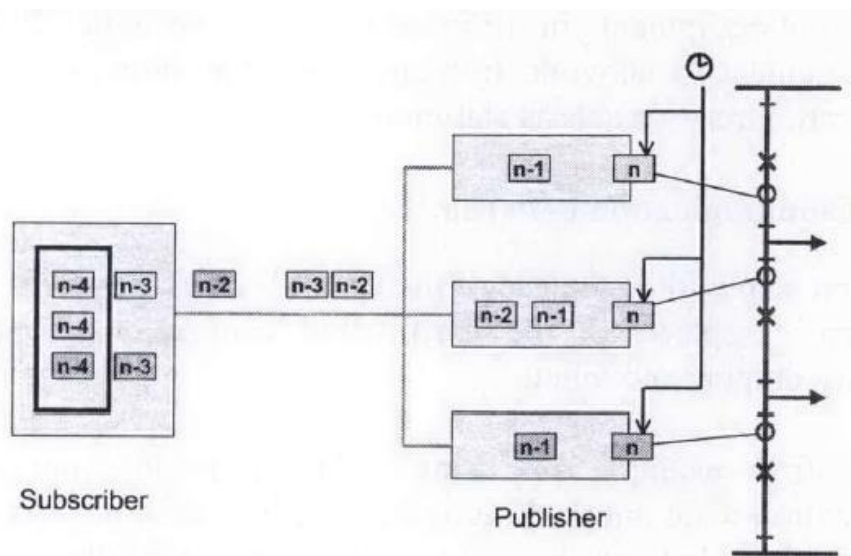 n-1 n
n-4 n-3 n-2 n-3 n-2
n-4 n-2 n-1 n
n-4 n-3
n-1 n
Subscriber
Publisher